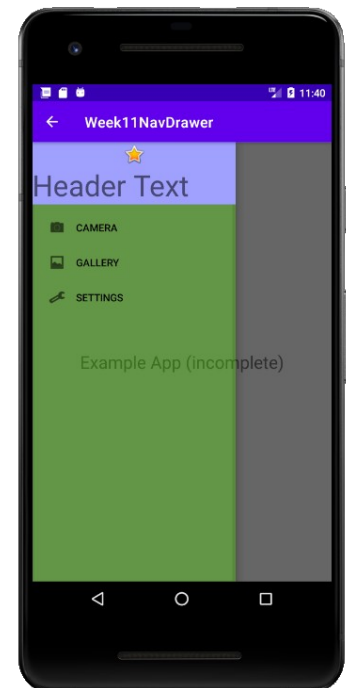 11:40
Week11NavDrawer
Header Text
CAMERA
GALLERY
SETTINGS
Example App (incomplete)